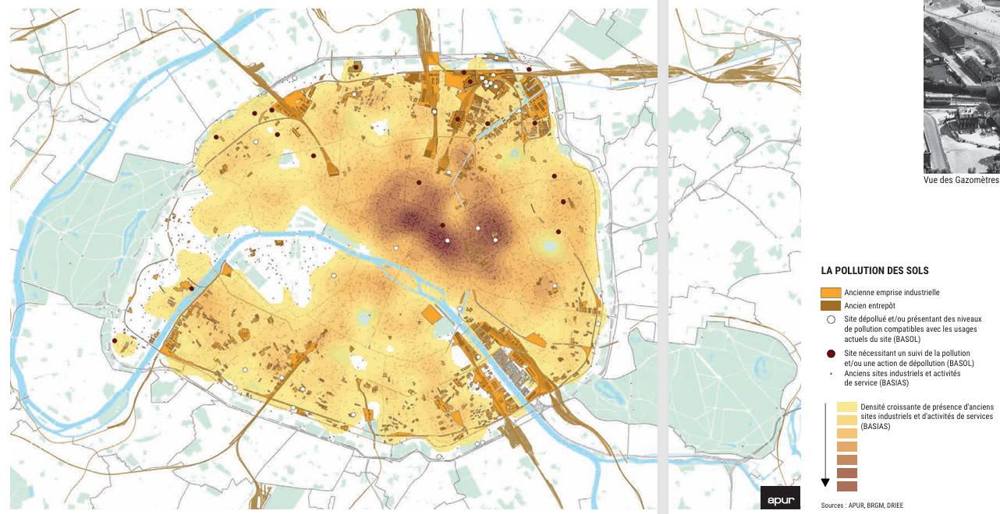 Vue des Gazomètres
LA POLLUTION DES SOLS
Ancienne emprise industrielle
Ancien entrepôt
Site dépollué et/ou présentant des niveaux
de pollution compatibles avec les usages
actuels du site (BASOL)
Site nécessitant un suivi de la pollution
et/ou une action de dépollution (BASOL)
Anciens sites industriels et activités
de service (BASIAS)
Densité croissante de présence d'anciens
sites industriels et d'activités de services
(BASIAS)
apur
Sources : APUR, BRGM, DRIEE